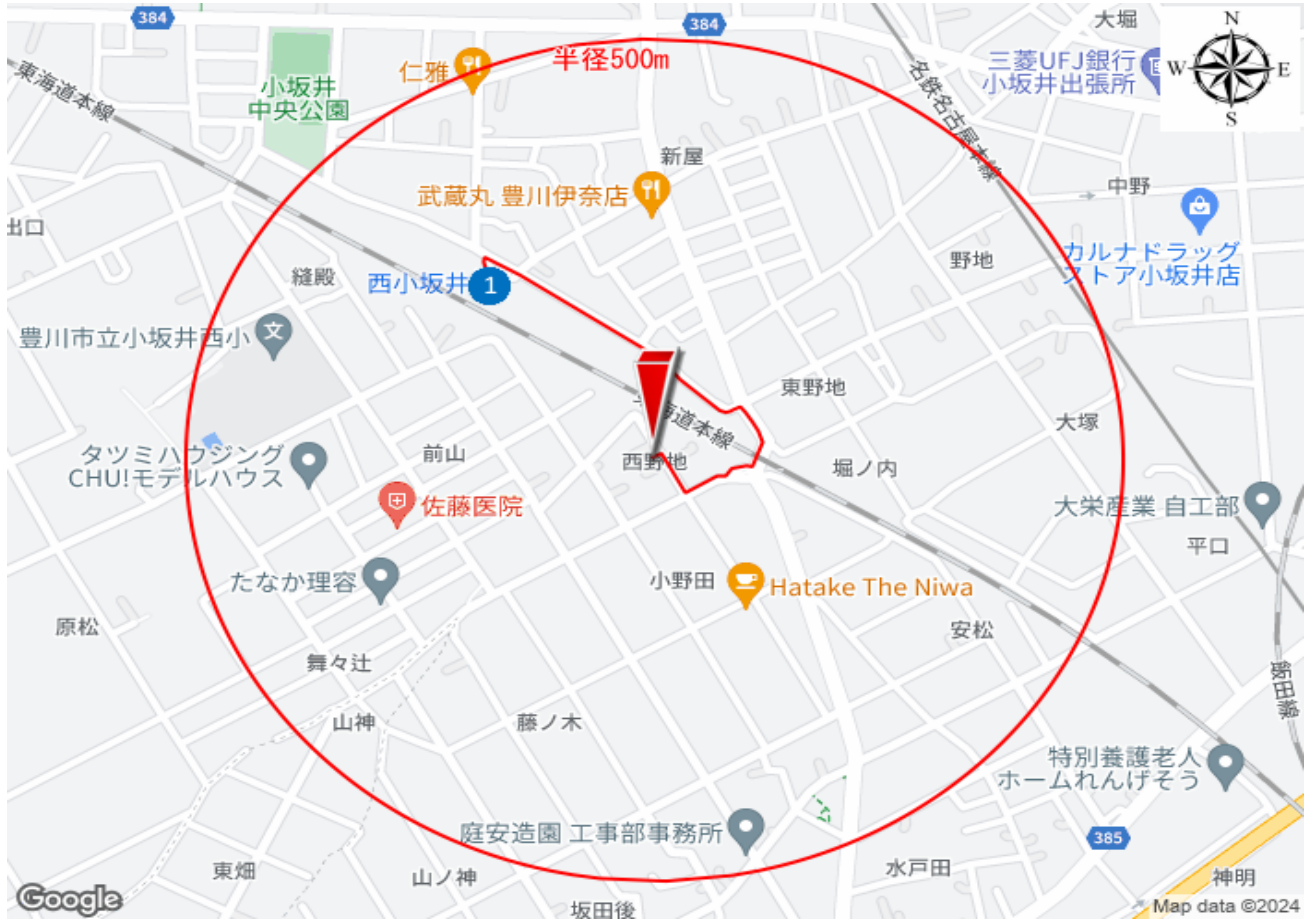 384
384
大堀
N
W
E
S
仁雅
半径500m
三菱UFJ銀行
小坂井出張所
小坂井
中央公園
東海道本線
名鉄名古屋本線
新屋
中野
武蔵丸 豊川伊奈店
出口
カルナドラッグ
ストア小坂井店
野地
縫殿
西小坂井
1
豊川市立小坂井西小
文
東野地
海道本線
大塚
タツミハウジング
CHU!モデルハウス
前山
西野地
堀ノ内
佐藤医院
大栄産業 自工部
平口
たなか理容
小野田
Hatake The Niwa
原松
安松
舞々辻
飯田線
山神
藤ノ木
特別養護老人
ホームれんげそう
庭安造園 工事部事務所
385
東畑
山ノ神
水戸田
神明
坂田後
Google
Map data ©2024